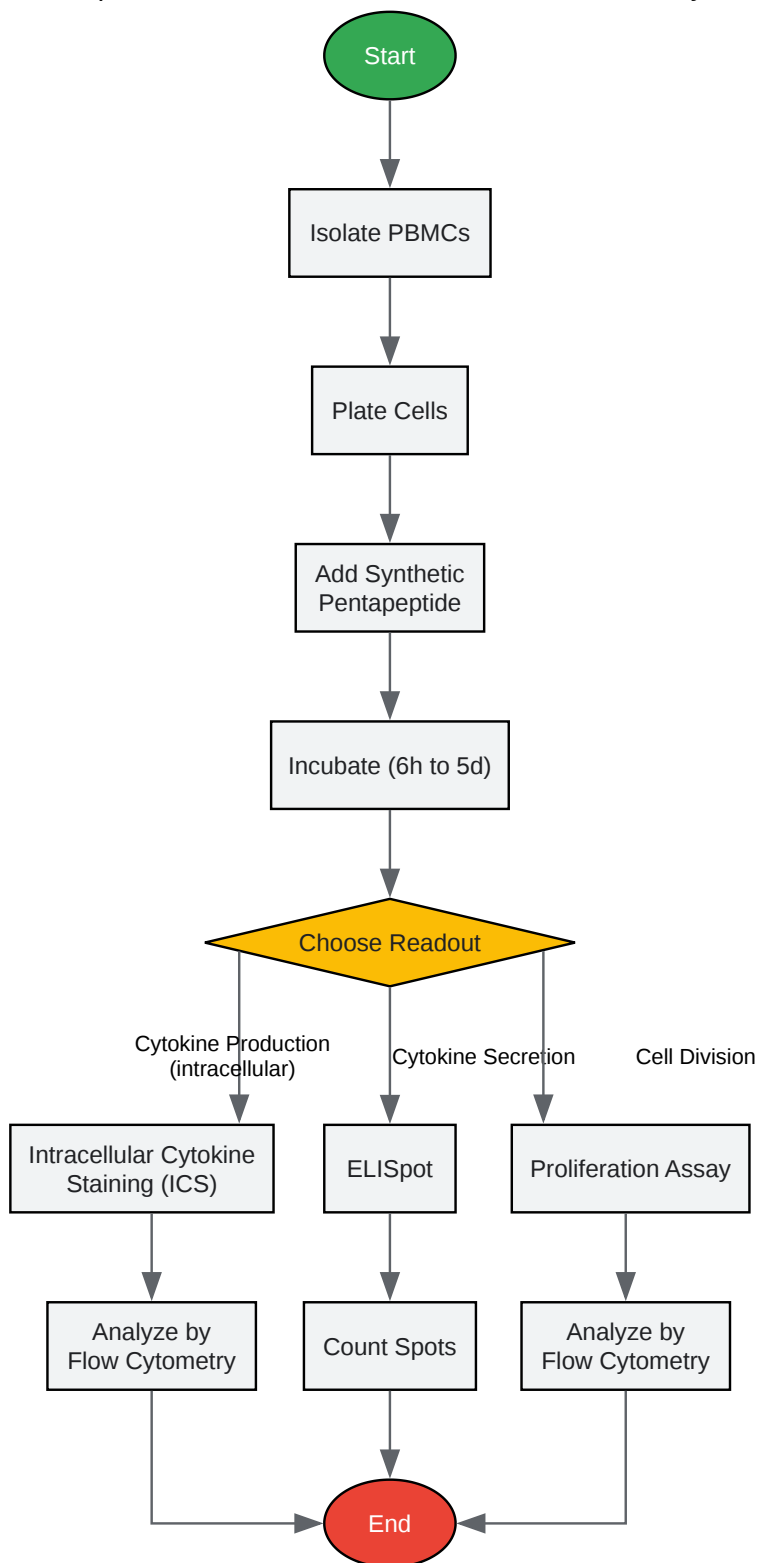 Start
Isolate PBMCs
Plate Cells
Add Synthetic
Pentapeptide
Incubate (6h to 5d)
Choose Readout
Cytokine Production
(intracellular)
Cytokine Secretion
Cell Division
Intracellular Cytokine
Staining (ICS)
ELISpot
Proliferation Assay
Analyze by
Flow Cytometry
Count Spots
Analyze by
Flow Cytometry
End